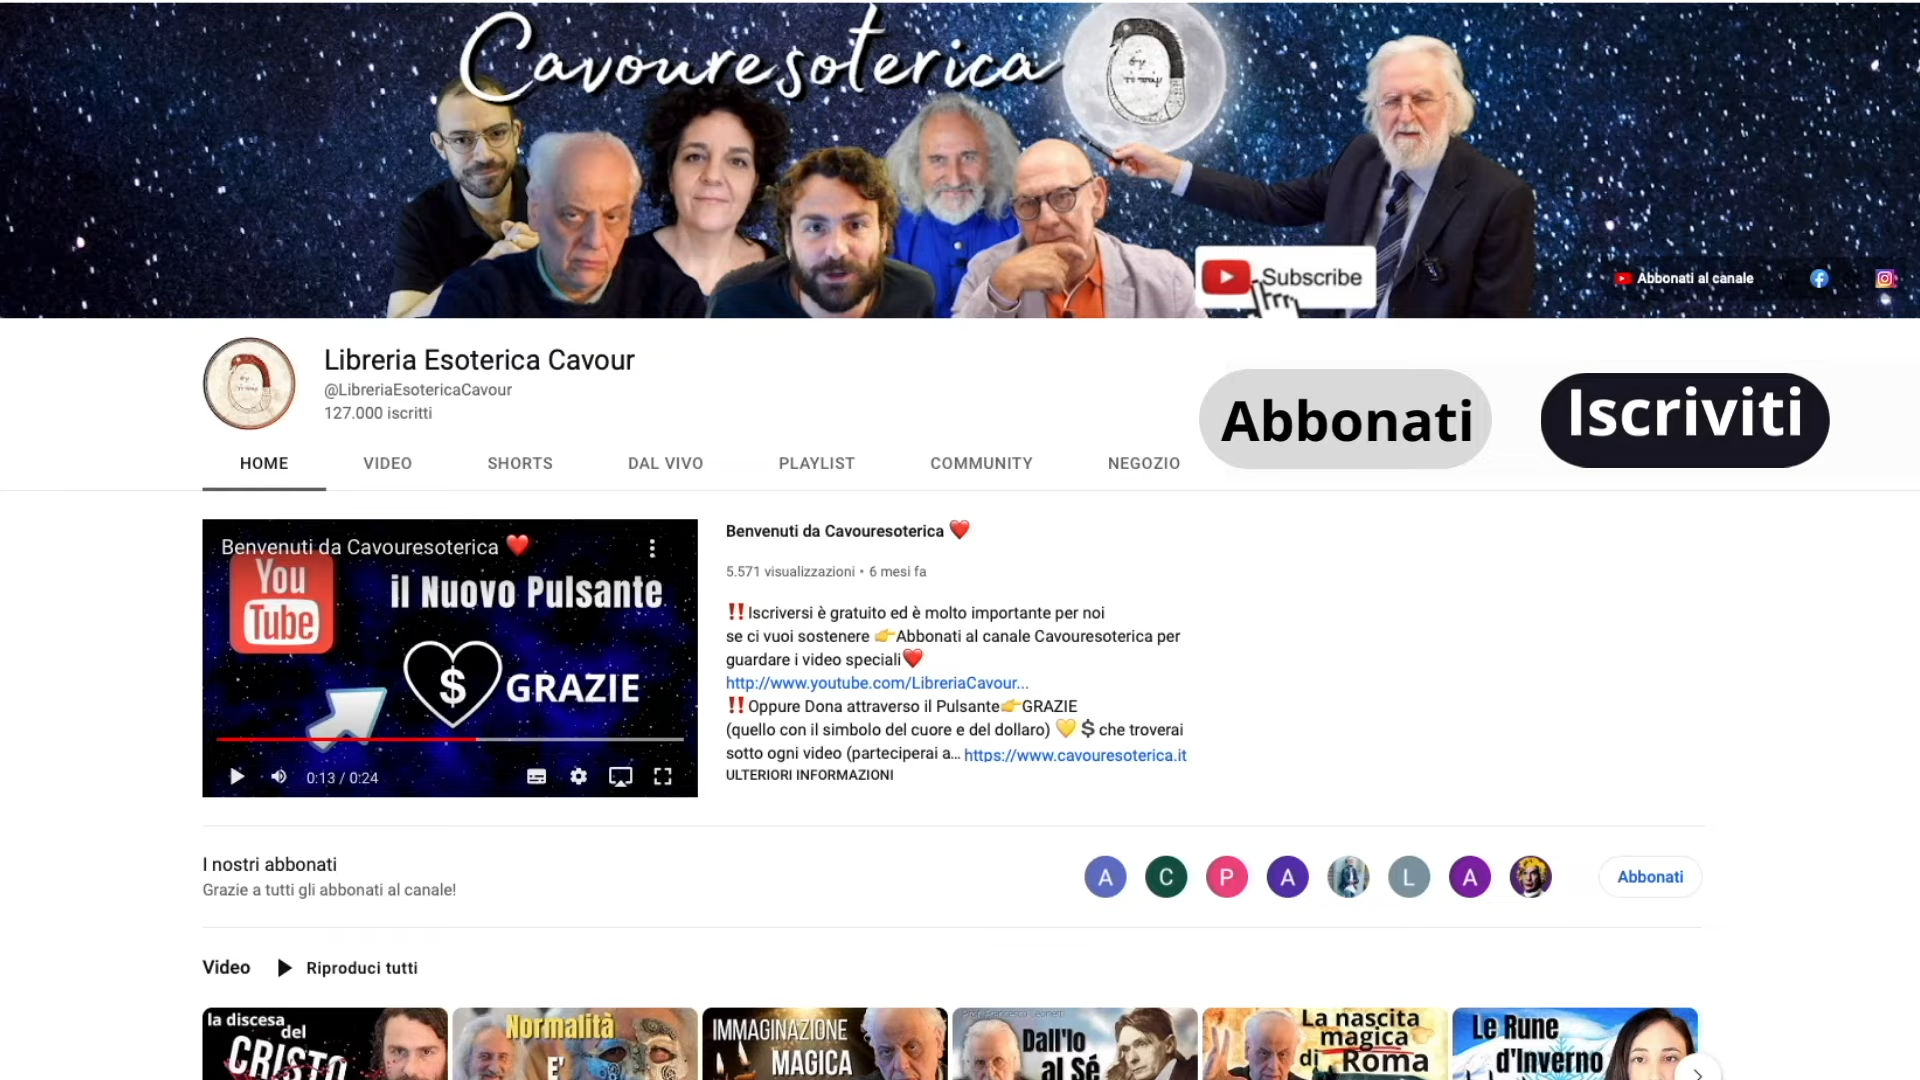 Cavouresoterica
Subscribe
Abbonati al canale
Libreria Esoterica Cavour
@LibreriaEsotericaCavour
127.000 iscritti
Abbonati
Iscriviti
HOME
VIDEO
SHORTS
DAL VIVO
PLAYLIST
COMMUNITY
NEGOZIO
Benvenuti da Cavouresoterica ❤️
You
Tube
il Nuovo Pulsante
$ GRAZIE
0:13 / 0:24
Benvenuti da Cavouresoterica ❤️
5.571 visualizzazioni • 6 mesi fa
‼️Iscriversi è gratuito ed è molto importante per noi
se ci vuoi sostenere 👉Abbonati al canale Cavouresoterica per
guardare i video speciali❤️
http://www.youtube.com/LibreriaCavour...
‼️Oppure Dona attraverso il Pulsante👉GRAZIE
(quello con il simbolo del cuore e del dollaro) 💛 $ che troverai
sotto ogni video (parteciperai a... https://www.cavouresoterica.it
ULTERIORI INFORMAZIONI
I nostri abbonati
Grazie a tutti gli abbonati al canale!
A C P A L A
Abbonati
Video
Riproduci tutti
la discesa
del
CRISTO
Normalità
E'
IMMAGINAZIONE
MAGICA
Prof. Francesco Leonetti
Dall'Io
al Sé
La nascita
magica
di Roma
Le Rune
d'Inverno